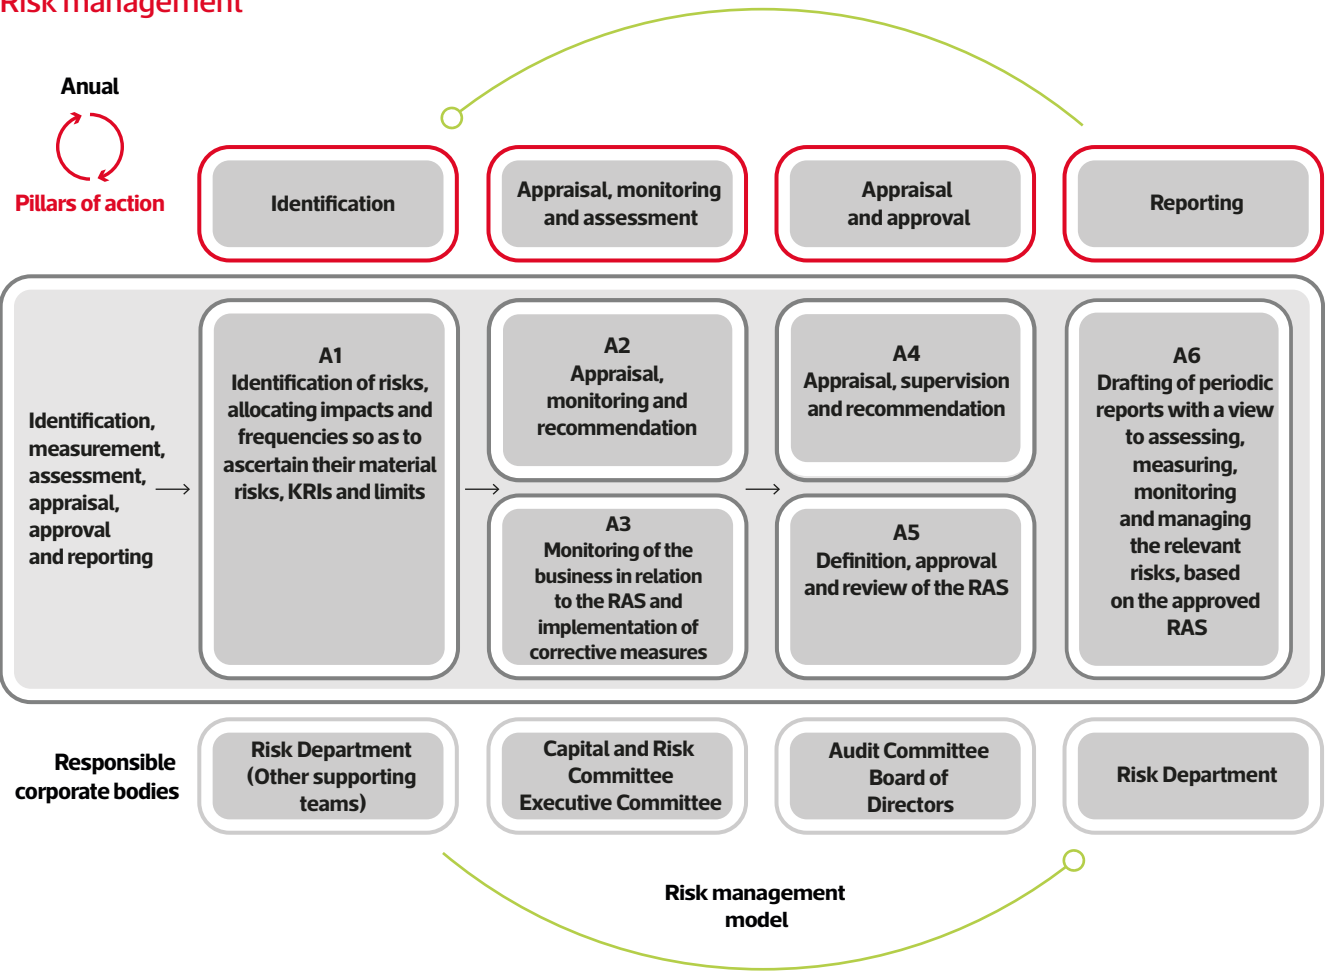 Risk management
Anual
Pillars of action
Identification
Appraisal, monitoring
and assessment
Appraisal
and approval
Reporting
Identification,
measurement,
assessment,
appraisal,
approval
and reporting
A1
Identification of risks,
allocating impacts and
frequencies so as to
ascertain their material
risks, KRIs and limits
A2
Appraisal,
monitoring and
recommendation
A3
Monitoring of the
business in relation
to the RAS and
implementation of
corrective measures
A4
Appraisal, supervision
and recommendation
A5
Definition, approval
and review of the RAS
A6
Drafting of periodic
reports with a view
to assessing,
measuring,
monitoring
and managing
the relevant
risks, based
on the approved
RAS
Responsible
corporate bodies
Risk Department
(Other supporting
teams)
Capital and Risk
Committee
Executive Committee
Audit Committee
Board of
Directors
Risk Department
Risk management
model